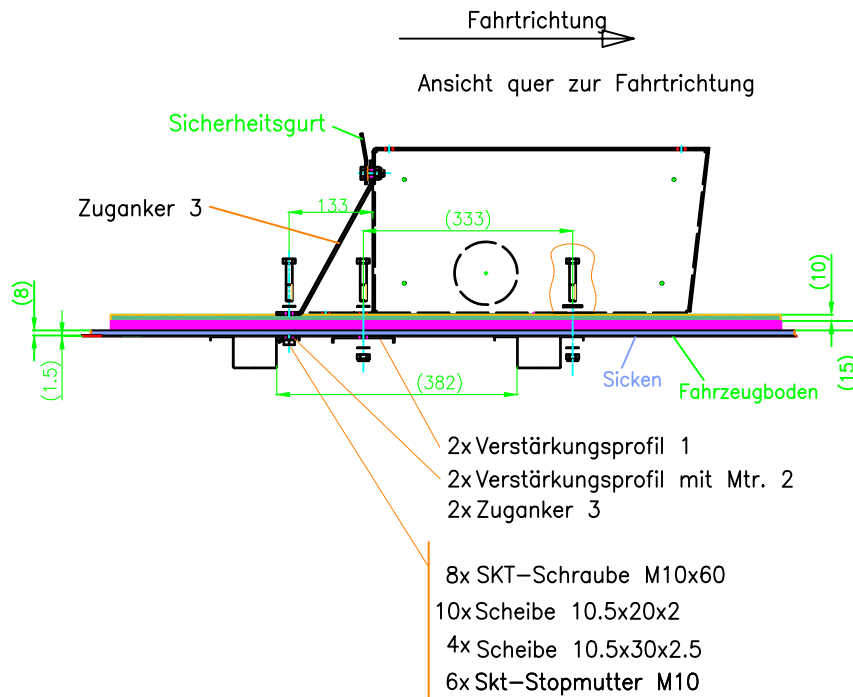 Fahrtrichtung
Ansicht quer zur Fahrtrichtung
Sicherheitsgurt
Zuganker 3
133
(333)
(10)
(8)
(1.5)
(382)
Sicken
Fahrzeugboden
(15)
2x Verstärkungsprofil 1
2x Verstärkungsprofil mit Mtr. 2
2x Zuganker 3
8x SKT-Schraube M10x60
10x Scheibe 10.5x20x2
4x Scheibe 10.5x30x2.5
6x Skt-Stopmutter M10